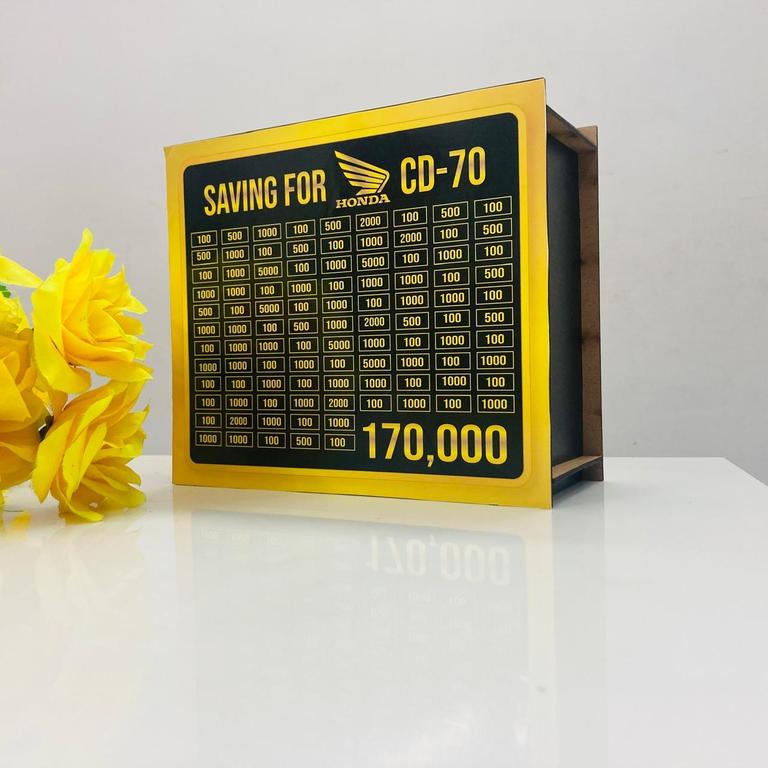 SAVING FOR HONDA CD-70
100 500 1000 100 500 2000 100 500 100
500 1000 100 500 100 1000 2000 100 500
100 1000 5000 100 1000 5000 100 1000 100
1000 1000 100 1000 100 100 1000 100 500
500 100 5000 100 1000 100 1000 1000 100
1000 1000 100 500 1000 2000 500 100 500
100 1000 1000 100 5000 1000 100 1000 100
1000 100 100 1000 100 5000 1000 100 1000
100 100 1000 100 1000 1000 100 1000 100
100 100 1000 1000 2000 100 1000 100 1000
100 2000 1000 100 1000
1000 1000 100 500 100
170,000